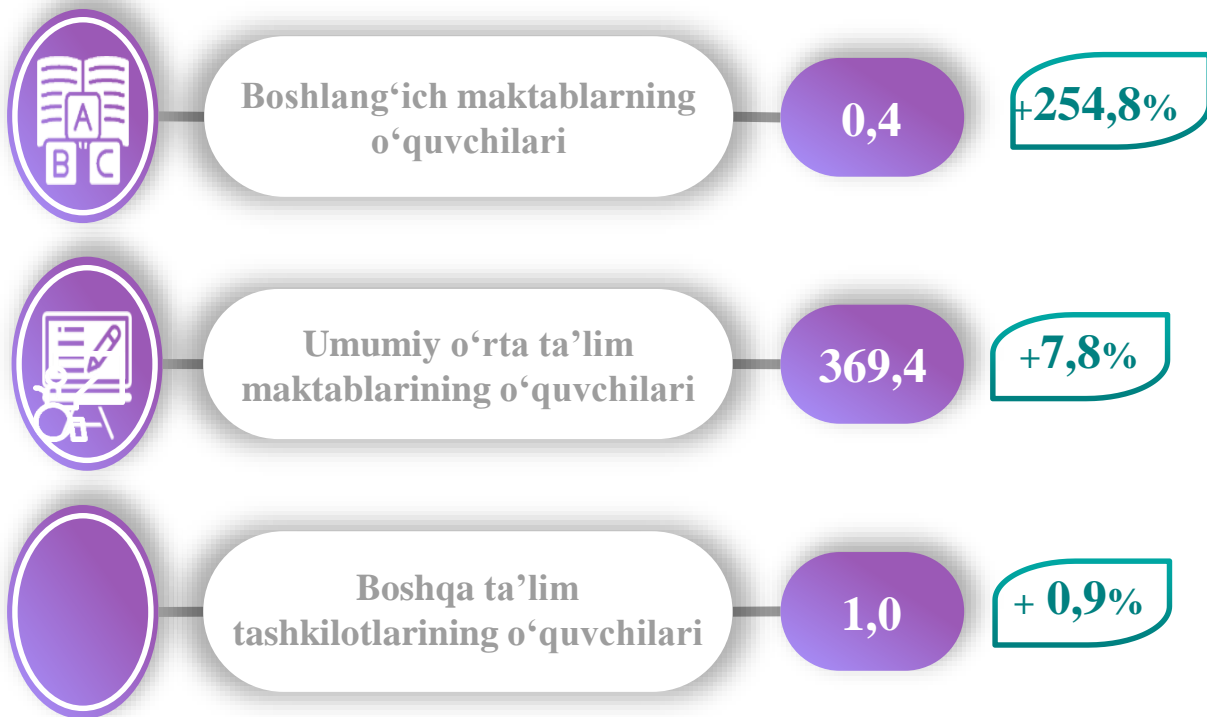 A
B C
Boshlang‘ich maktablarning
o‘quvchilari
0,4
+254,8%
Umumiy o‘rta ta’lim
maktablarining o‘quvchilari
369,4
+7,8%
Boshqa ta’lim
tashkilotlarining o‘quvchilari
1,0
+ 0,9%